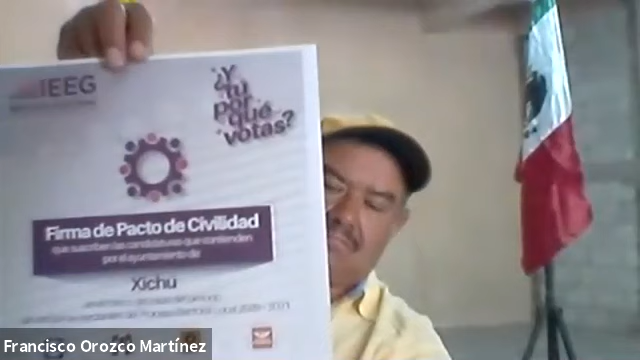 IEEG
¿Y
tú
por
qué
votas?
Firma de Pacto de Civilidad
que suscriben las candidaturas que contienden
por el ayuntamiento de
Xichu
Francisco Orozco Martínez